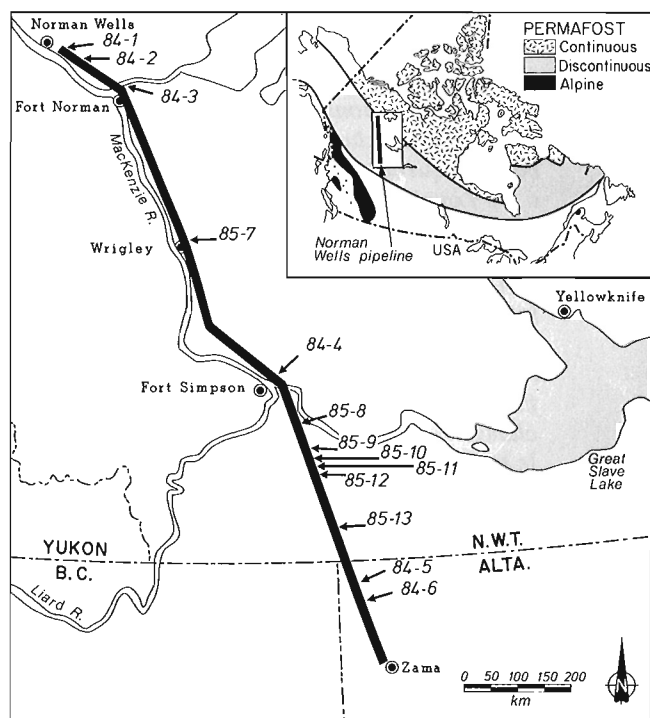 Norman Wells
84-1
84-2
84-3
Fort Norman
MacKenzie R.
Wrigley
85-7
84-4
Fort Simpson
85-8
85-9
85-10
85-11
85-12
85-13
YUKON
B.C.
N.W.T.
ALTA.
84-5
84-6
Liard R.
Zama
Yellowknife
Great
Slave
Lake
PERMAFOST
Continuous
Discontinuous
Alpine
Norman
Wells pipeline
USA
0 50 100 150 200
km
N